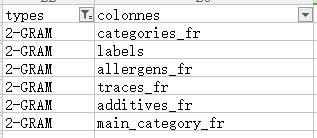 types colonnes
2-GRAM categories_fr
2-GRAM labels
2-GRAM allergens_fr
2-GRAM traces_fr
2-GRAM additives_fr
2-GRAM main_category_fr